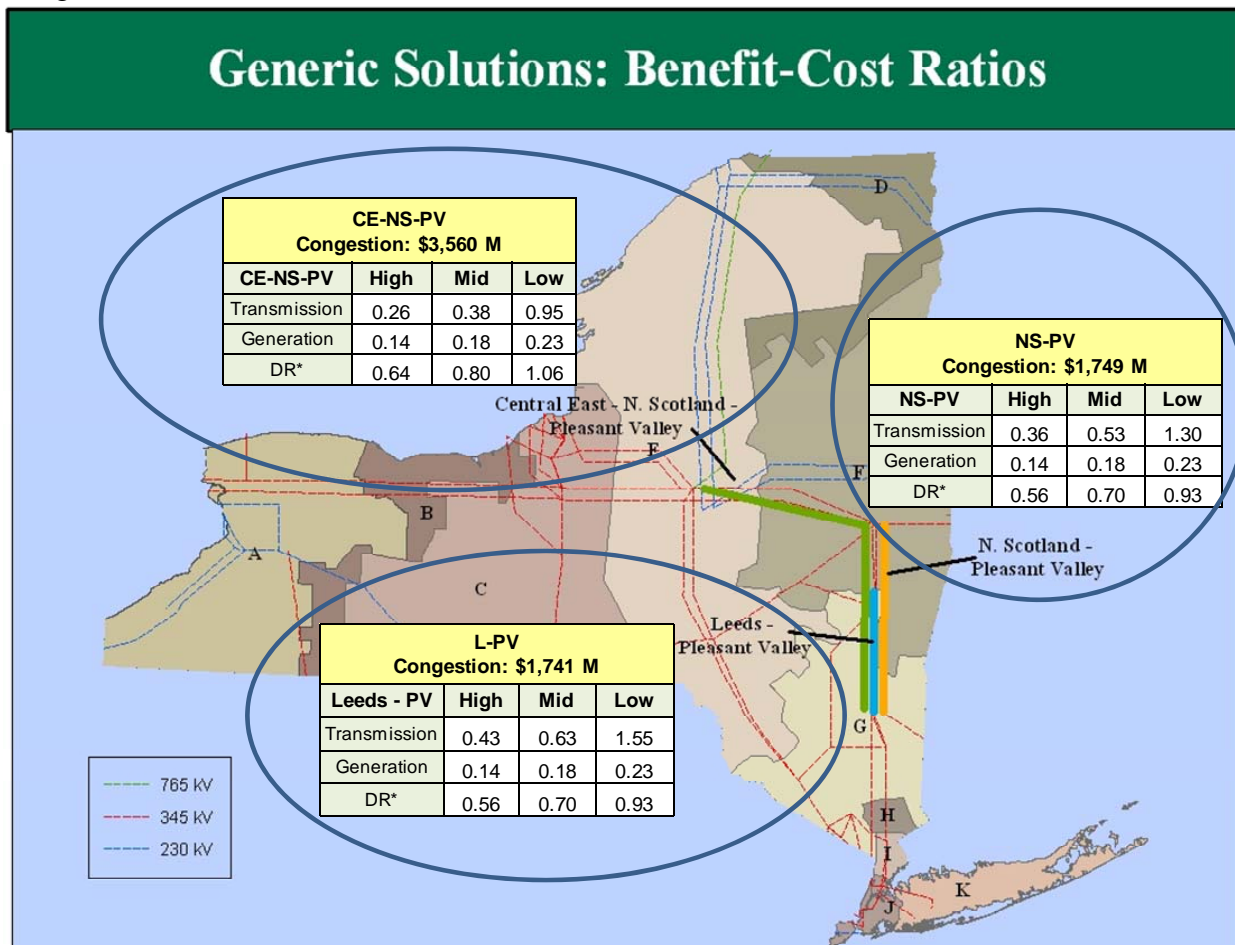 Generic Solutions: Benefit-Cost Ratios
D
CE-NS-PV
Congestion: $3,560 M
CE-NS-PV High Mid Low
Transmission 0.26 0.38 0.95
Generation 0.14 0.18 0.23
DR* 0.64 0.80 1.06
NS-PV
Congestion: $1,749 M
NS-PV High Mid Low
Transmission 0.36 0.53 1.30
Generation 0.14 0.18 0.23
DR* 0.56 0.70 0.93
Central East - N. Scotland -
Pleasant Valley
E
F
B
A
C
N. Scotland -
Pleasant Valley
Leeds -
Pleasant Valley
L-PV
Congestion: $1,741 M
Leeds - PV High Mid Low
Transmission 0.43 0.63 1.55
Generation 0.14 0.18 0.23
DR* 0.56 0.70 0.93
G
765 kV
345 kV
230 kV
H
I
K
J